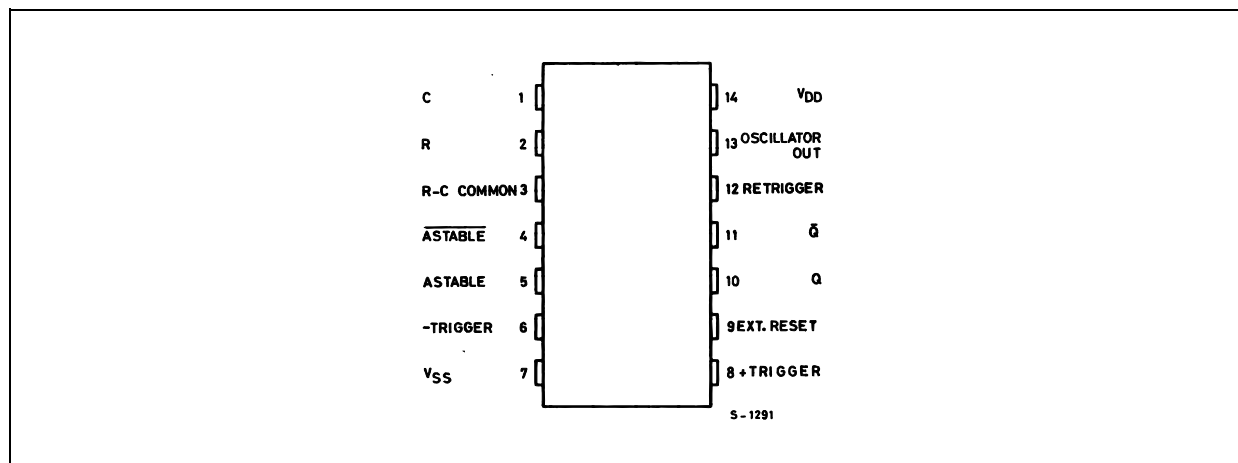 C 1
R 2
R-C COMMON 3
A̅S̅T̅A̅B̅L̅E̅ 4
ASTABLE 5
-TRIGGER 6
VSS 7
14 VDD
13 OSCILLATOR
OUT
12 RETRIGGER
11 Q̅
10 Q
9 EXT. RESET
8 +TRIGGER
S-1291